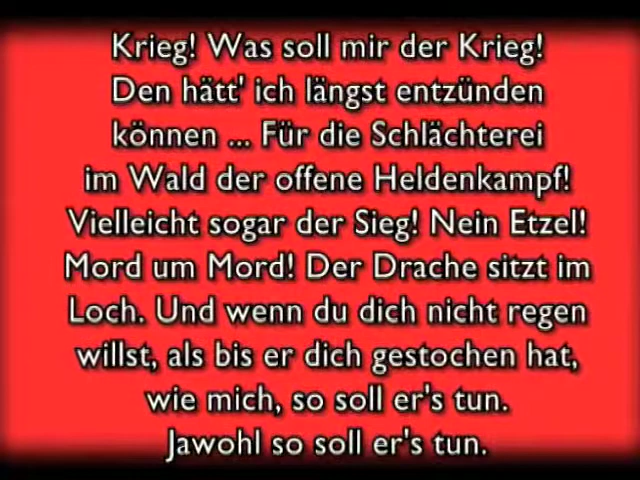 Krieg! Was soll mir der Krieg!
Den hätt' ich längst entzünden
können ... Für die Schlächterei
im Wald der offene Heldenkampf!
Vielleicht sogar der Sieg! Nein Etzel!
Mord um Mord! Der Drache sitzt im
Loch. Und wenn du dich nicht regen
willst, als bis er dich gestochen hat,
wie mich, so soll er's tun.
Jawohl so soll er's tun.